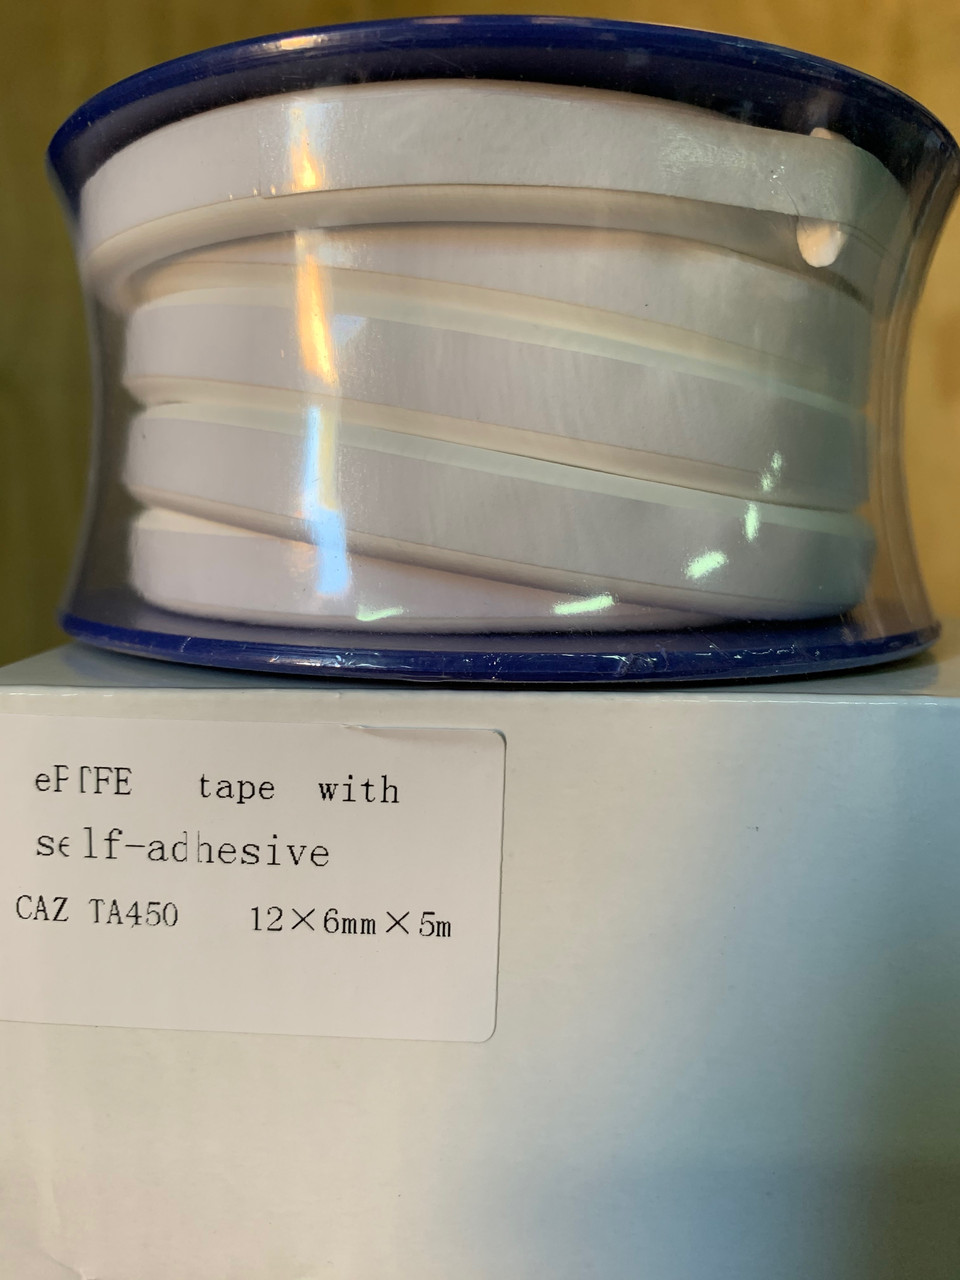 ePTFE tape with
self-adhesive
CAZ TA450 12×6mm×5m